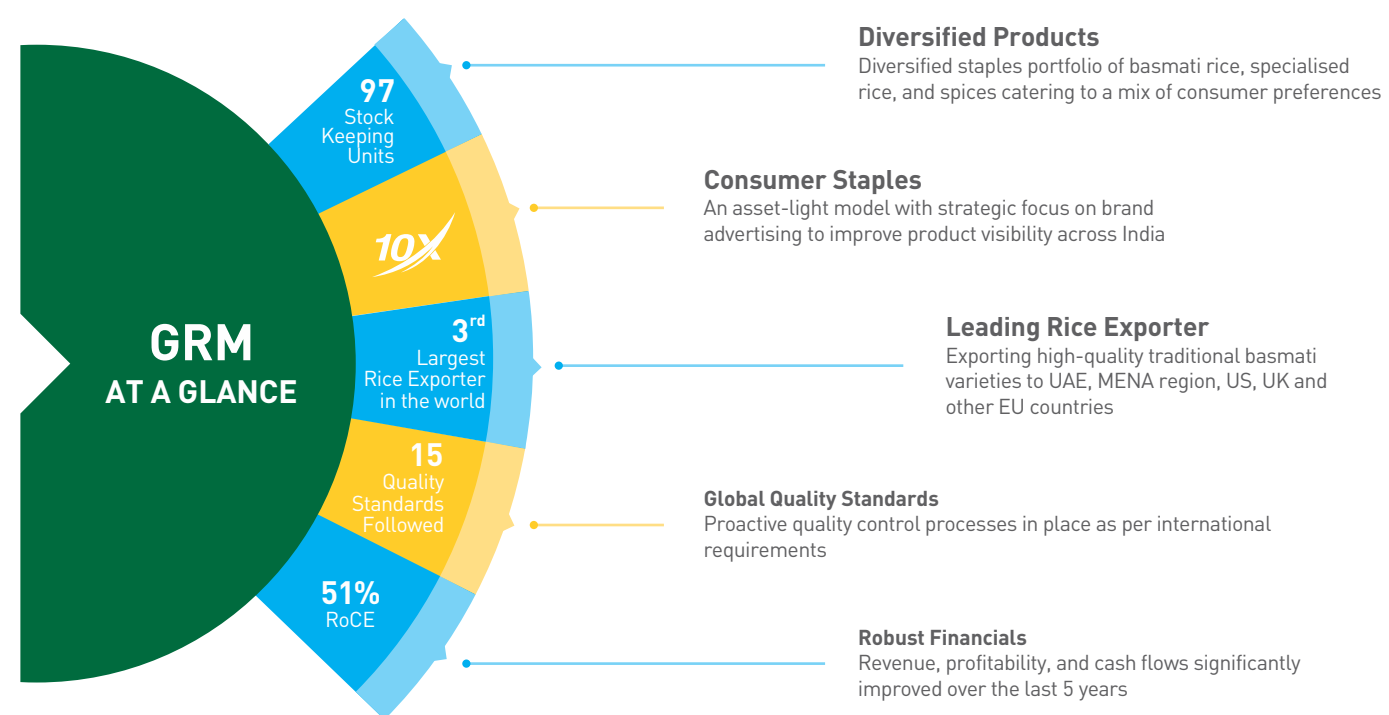 GRM
AT A GLANCE
97
Stock
Keeping
Units
Diversified Products
Diversified staples portfolio of basmati rice, specialised
rice, and spices catering to a mix of consumer preferences
10X
Consumer Staples
An asset-light model with strategic focus on brand
advertising to improve product visibility across India
3rd
Largest
Rice Exporter
in the world
Leading Rice Exporter
Exporting high-quality traditional basmati
varieties to UAE, MENA region, US, UK and
other EU countries
15
Quality
Standards
Followed
Global Quality Standards
Proactive quality control processes in place as per international
requirements
51%
RoCE
Robust Financials
Revenue, profitability, and cash flows significantly
improved over the last 5 years